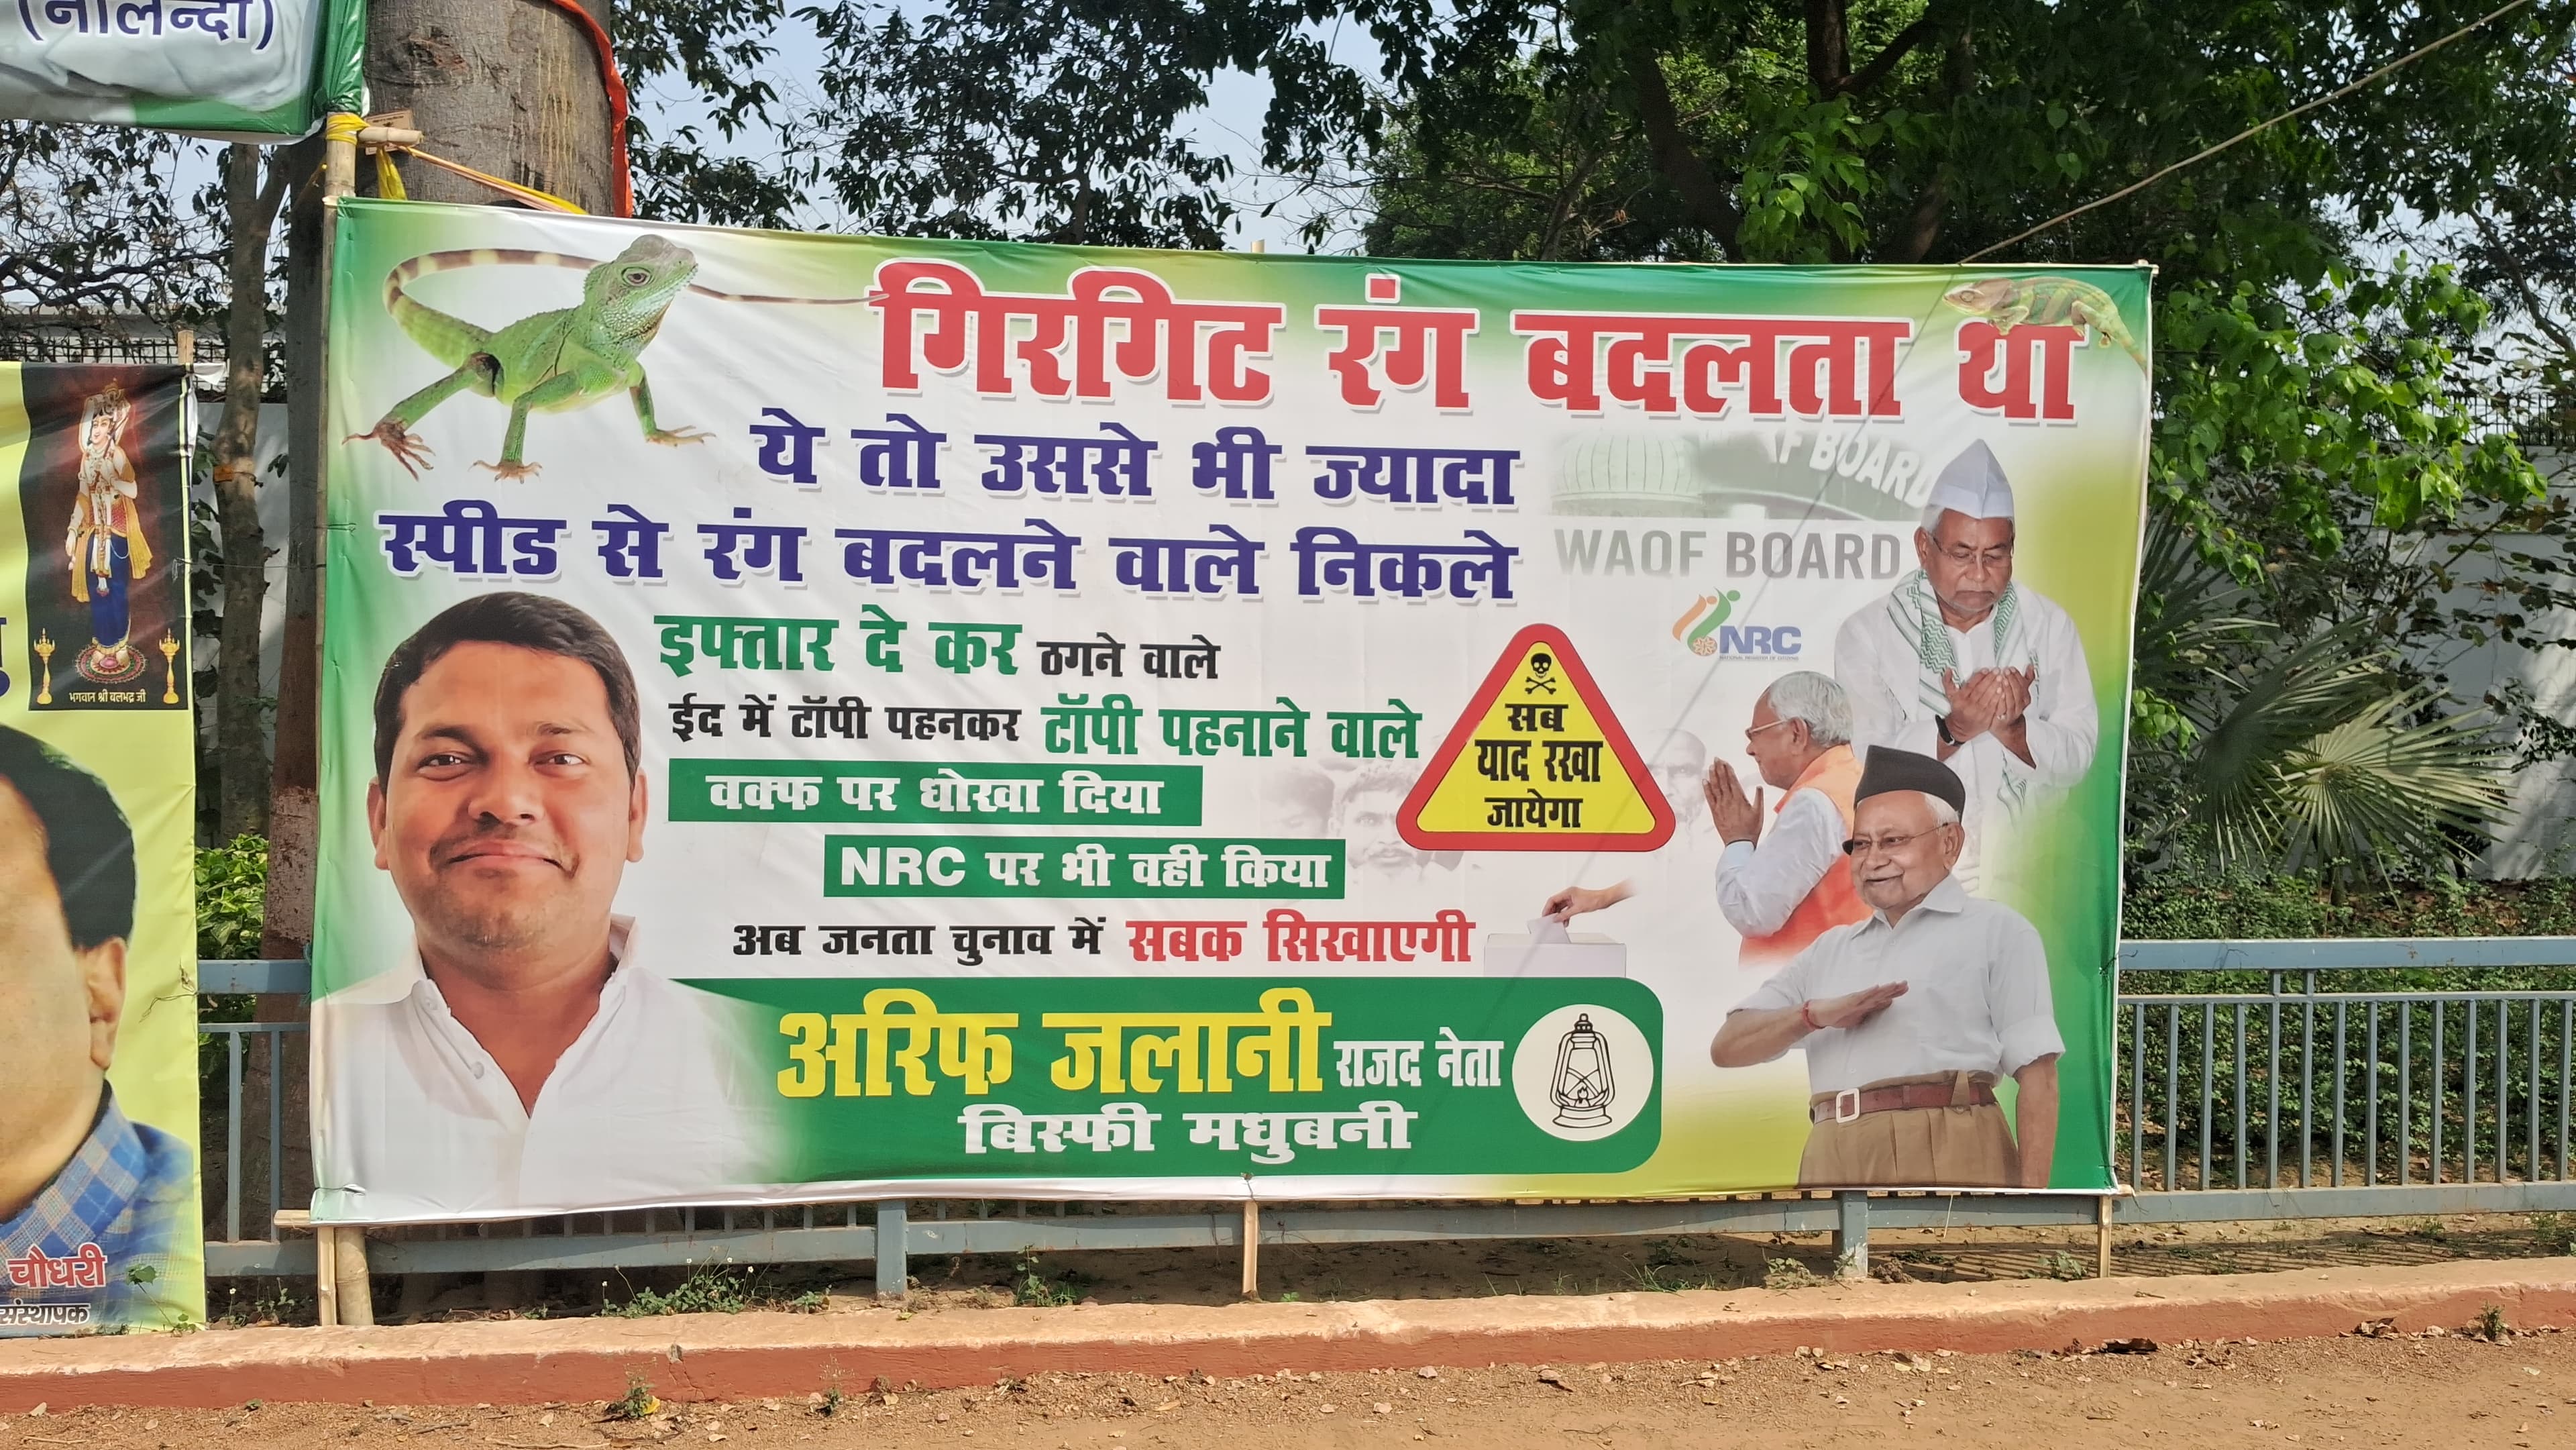 (नालन्दा)
गिरगिट रंग बदलता था
ये तो उससे भी ज्यादा
स्पीड से रंग बदलने वाले निकले
F BOARD
WAQF BOARD
NRC
इफ्तार दे कर ठगने वाले
ईद में टॉपी पहनकर टॉपी पहनाने वाले
सब
याद रखा
जायेगा
वक्फ पर धोखा दिया
NRC पर भी वही किया
अब जनता चुनाव में सबक सिखाएगी
अरिफ जलानी राजद नेता
बिस्फी मधुबनी
भगवान श्री बलभद्र जी
चौधरी
संस्थापक